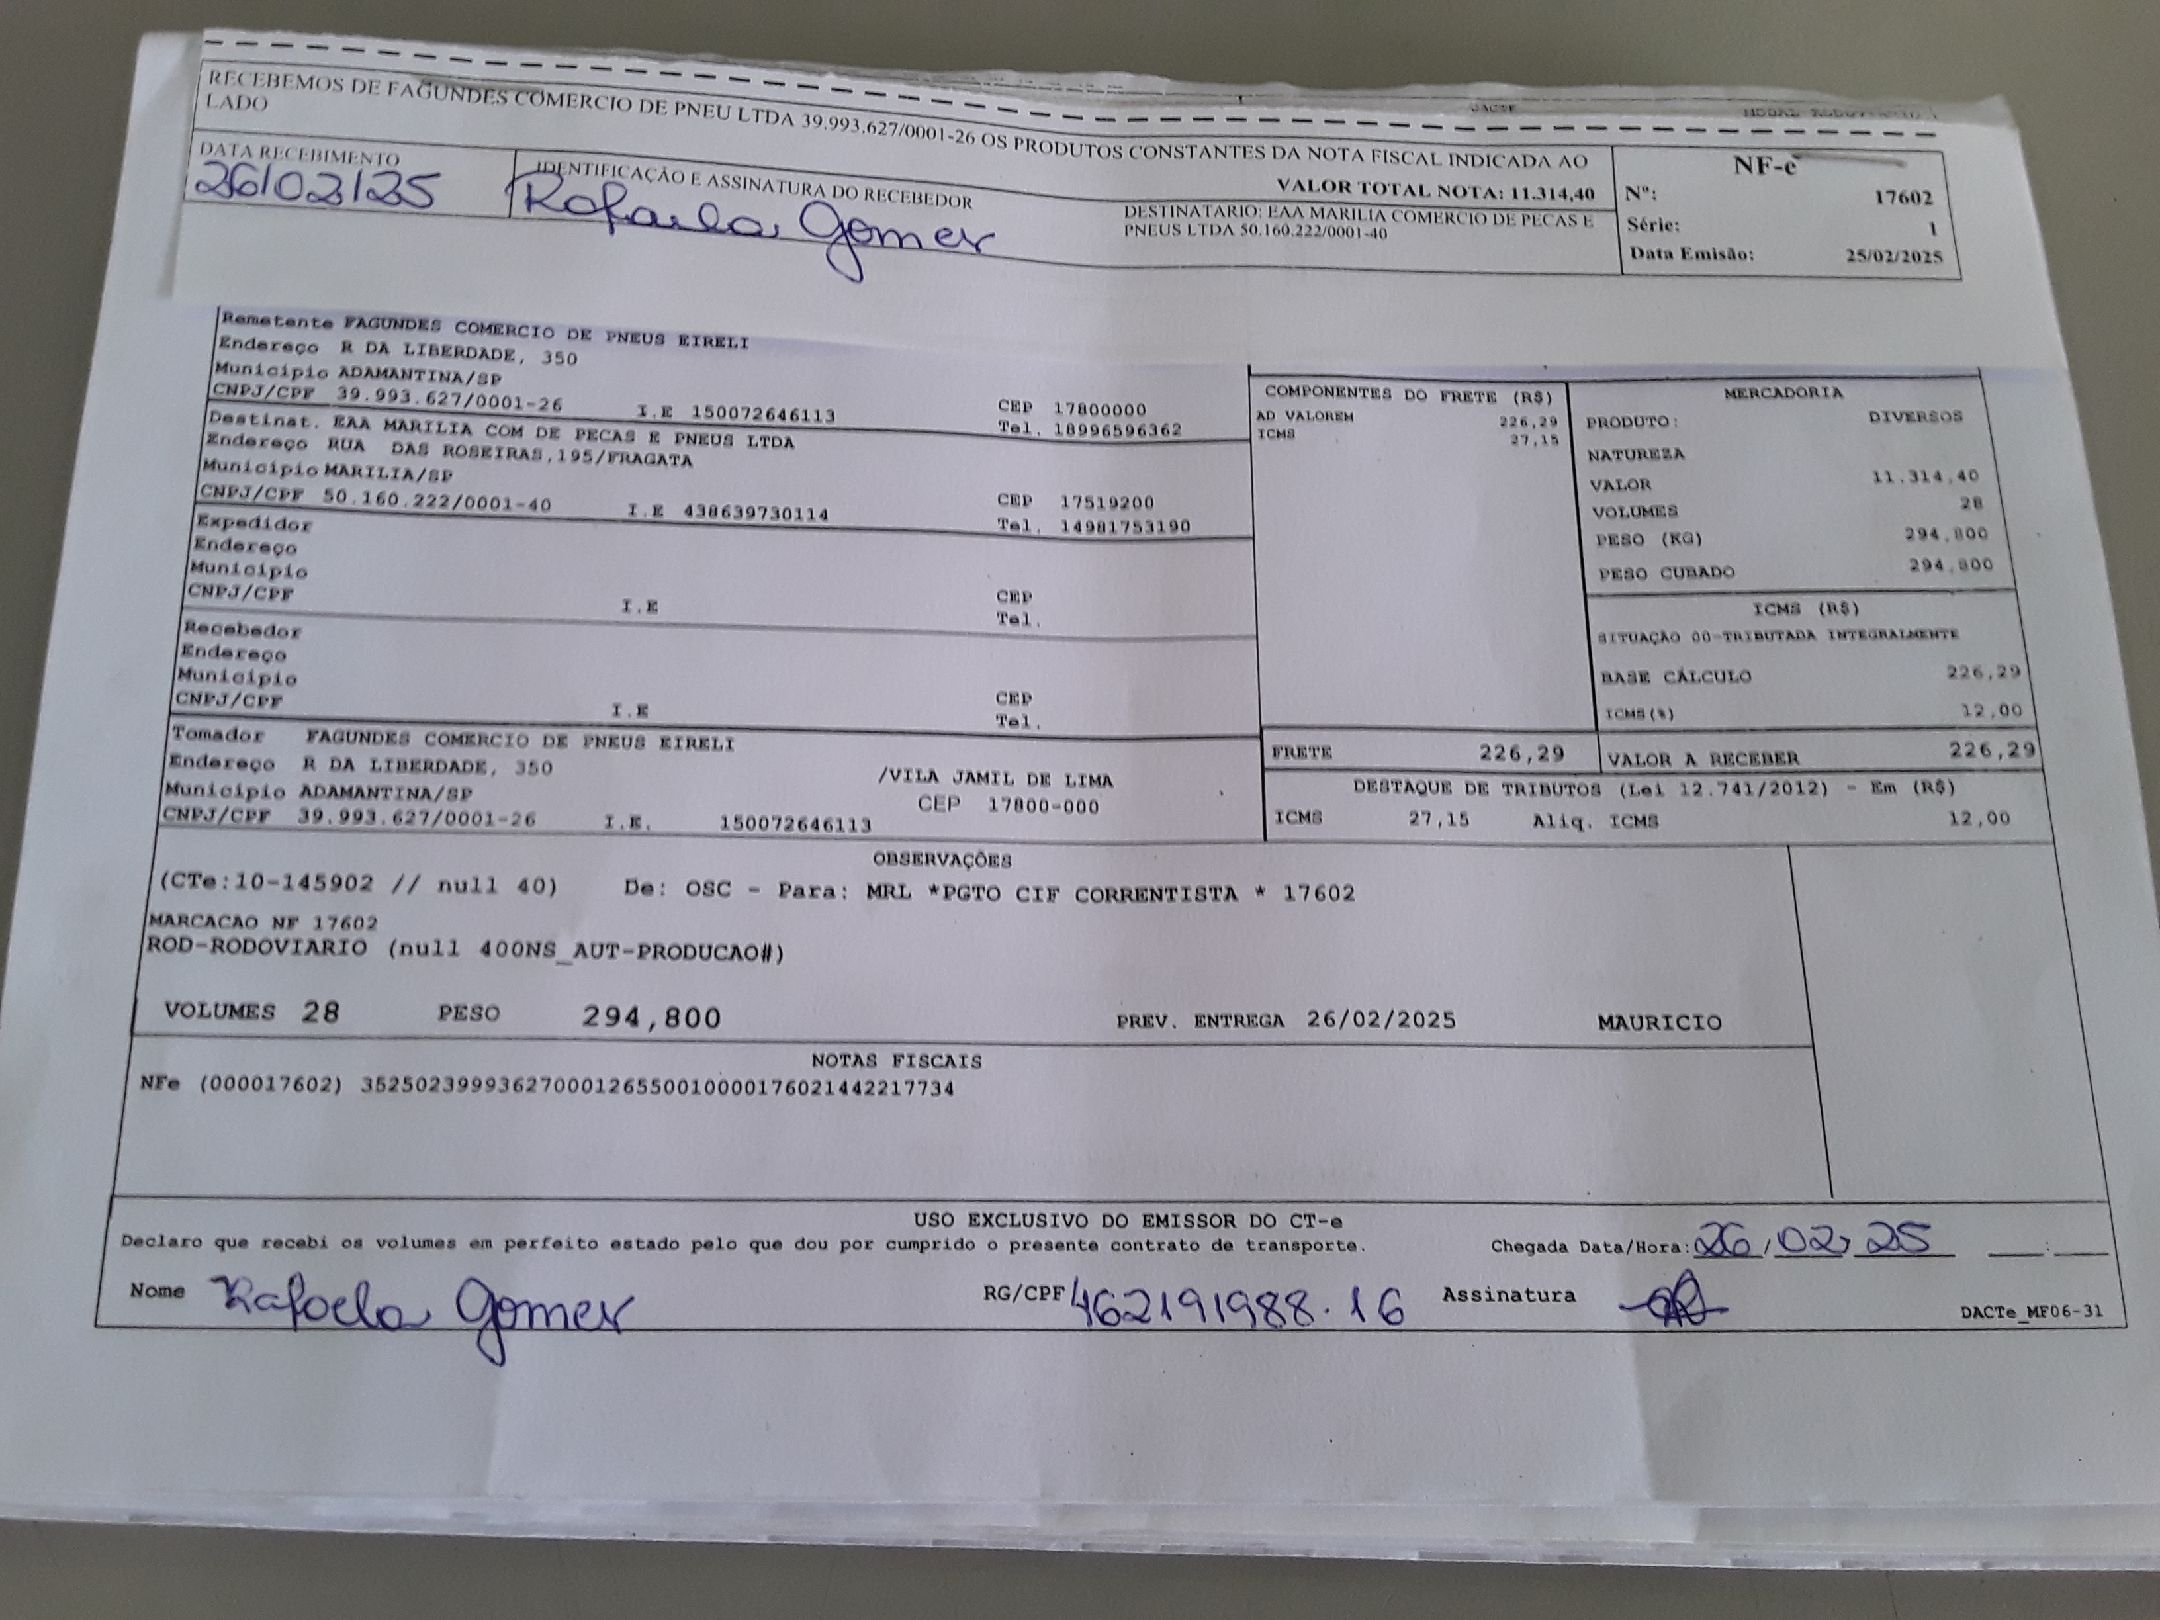 DACTE MODAL RODOVIARIO
RECEBEMOS DE FAGUNDES COMERCIO DE PNEU LTDA 39.993.627/0001-26 OS PRODUTOS CONSTANTES DA NOTA FISCAL INDICADA AO
LADO
VALOR TOTAL NOTA: 11.314,40
DATA RECEBIMENTO
26/02/25
IDENTIFICAÇÃO E ASSINATURA DO RECEBEDOR
Rafaela Gomes
DESTINATARIO: EAA MARILIA COMERCIO DE PECAS E
PNEUS LTDA 50.160.222/0001-40
NF-e
Nº: 17602
Série: 1
Data Emisão: 25/02/2025
Remetente FAGUNDES COMERCIO DE PNEUS EIRELI
Endereço R DA LIBERDADE, 350
Município ADAMANTINA/SP
CEP 17800000
CNPJ/CPF 39.993.627/0001-26 I.E 150072646113 Tel. 18996596362
Destinat. EAA MARILIA COM DE PECAS E PNEUS LTDA
Endereço RUA DAS ROSEIRAS,195/FRAGATA
Município MARILIA/SP CEP 17519200
CNPJ/CPF 50.160.222/0001-40 I.E 438639730114 Tel. 14981753190
Expedidor
Endereço
Município CEP
CNPJ/CPF I.E Tel.
Recebedor
Endereço
Município CEP
CNPJ/CPF I.E Tel.
Tomador FAGUNDES COMERCIO DE PNEUS EIRELI
Endereço R DA LIBERDADE, 350 /VILA JAMIL DE LIMA
Município ADAMANTINA/SP CEP 17800-000
CNPJ/CPF 39.993.627/0001-26 I.E. 150072646113
COMPONENTES DO FRETE (R$)
AD VALOREM 226,29
ICMS 27,15
MERCADORIA
PRODUTO: DIVERSOS
NATUREZA
VALOR 11.314,40
VOLUMES 28
PESO (KG) 294,800
PESO CUBADO 294,800
ICMS (R$)
SITUAÇÃO 00-TRIBUTADA INTEGRALMENTE
BASE CÁLCULO 226,29
ICMS(%) 12,00
FRETE 226,29 VALOR A RECEBER 226,29
DESTAQUE DE TRIBUTOS (Lei 12.741/2012) - Em (R$)
ICMS 27,15 Aliq. ICMS 12,00
OBSERVAÇÕES
(CTe:10-145902 // null 40) De: OSC - Para: MRL *PGTO CIF CORRENTISTA * 17602
MARCACAO NF 17602
ROD-RODOVIARIO (null 400NS_AUT-PRODUCAO#)
VOLUMES 28 PESO 294,800 PREV. ENTREGA 26/02/2025 MAURICIO
NOTAS FISCAIS
NFe (000017602) 35250239993627000126550010000176021442217734
USO EXCLUSIVO DO EMISSOR DO CT-e
Declaro que recebi os volumes em perfeito estado pelo que dou por cumprido o presente contrato de transporte. Chegada Data/Hora: 26/02/25 __:__
Nome Rafaela Gomes RG/CPF 462191988.16 Assinatura
DACTe_MF06-31